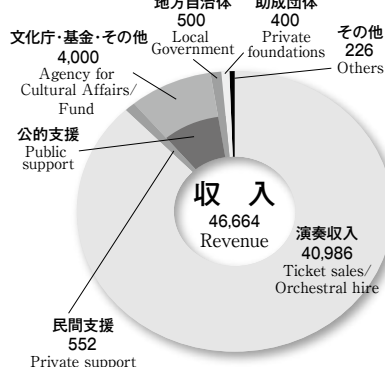 地方自治体
500
Local
Government
助成団体
400
Private
foundations
その他
226
Others
文化庁・基金・その他
4,000
Agency for
Cultural Affairs/
Fund
公的支援
Public
support
収 入
46,664
Revenue
演奏収入
40,986
Ticket sales/
Orchestral hire
民間支援
552
Private support